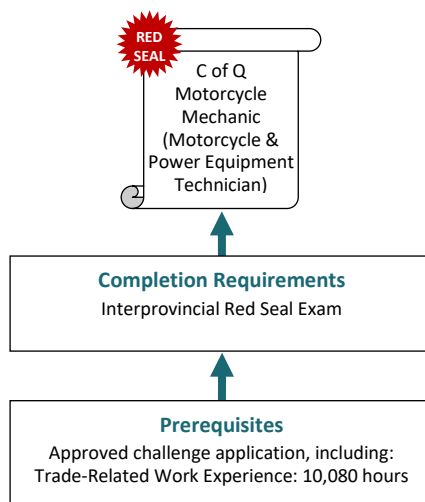 RED
SEAL
C of Q
Motorcycle
Mechanic
(Motorcycle &
Power Equipment
Technician)
Completion Requirements
Interprovincial Red Seal Exam
Prerequisites
Approved challenge application, including:
Trade-Related Work Experience: 10,080 hours